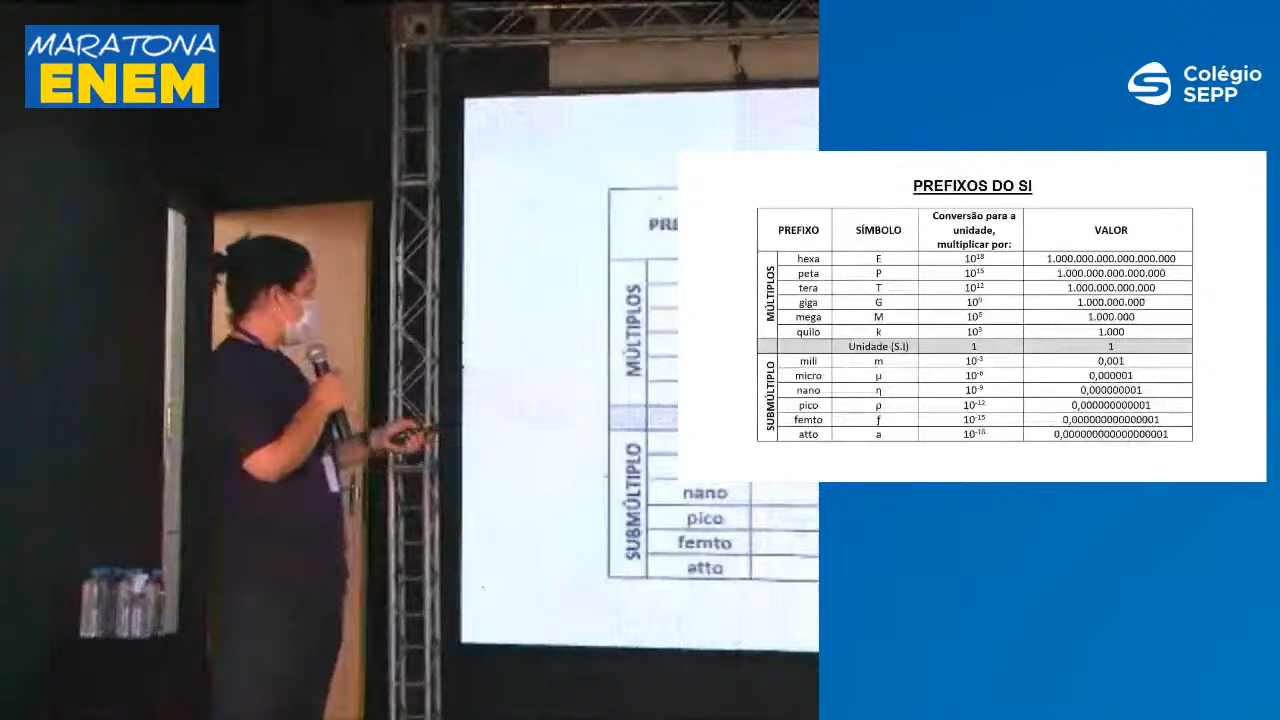 MARATONA
ENEM
Colégio
SEPP
PREFIXOS DO SI
PREFIXO SÍMBOLO Conversão para a unidade, multiplicar por: VALOR
MÚLTIPLOS
hexa E 10¹⁸ 1.000.000.000.000.000.000
peta P 10¹⁵ 1.000.000.000.000.000
tera T 10¹² 1.000.000.000.000
giga G 10⁹ 1.000.000.000
mega M 10⁶ 1.000.000
quilo k 10³ 1.000
Unidade (S.I) 1 1
SUBMÚLTIPLO
mili m 10⁻³ 0,001
micro µ 10⁻⁶ 0,000001
nano η 10⁻⁹ 0,000000001
pico ρ 10⁻¹² 0,000000000001
femto ƒ 10⁻¹⁵ 0,000000000000001
atto a 10⁻¹⁸ 0,000000000000000001
PRE
MÚLTIPLOS
SUBMÚLTIPLO
nano
pico
femto
atto